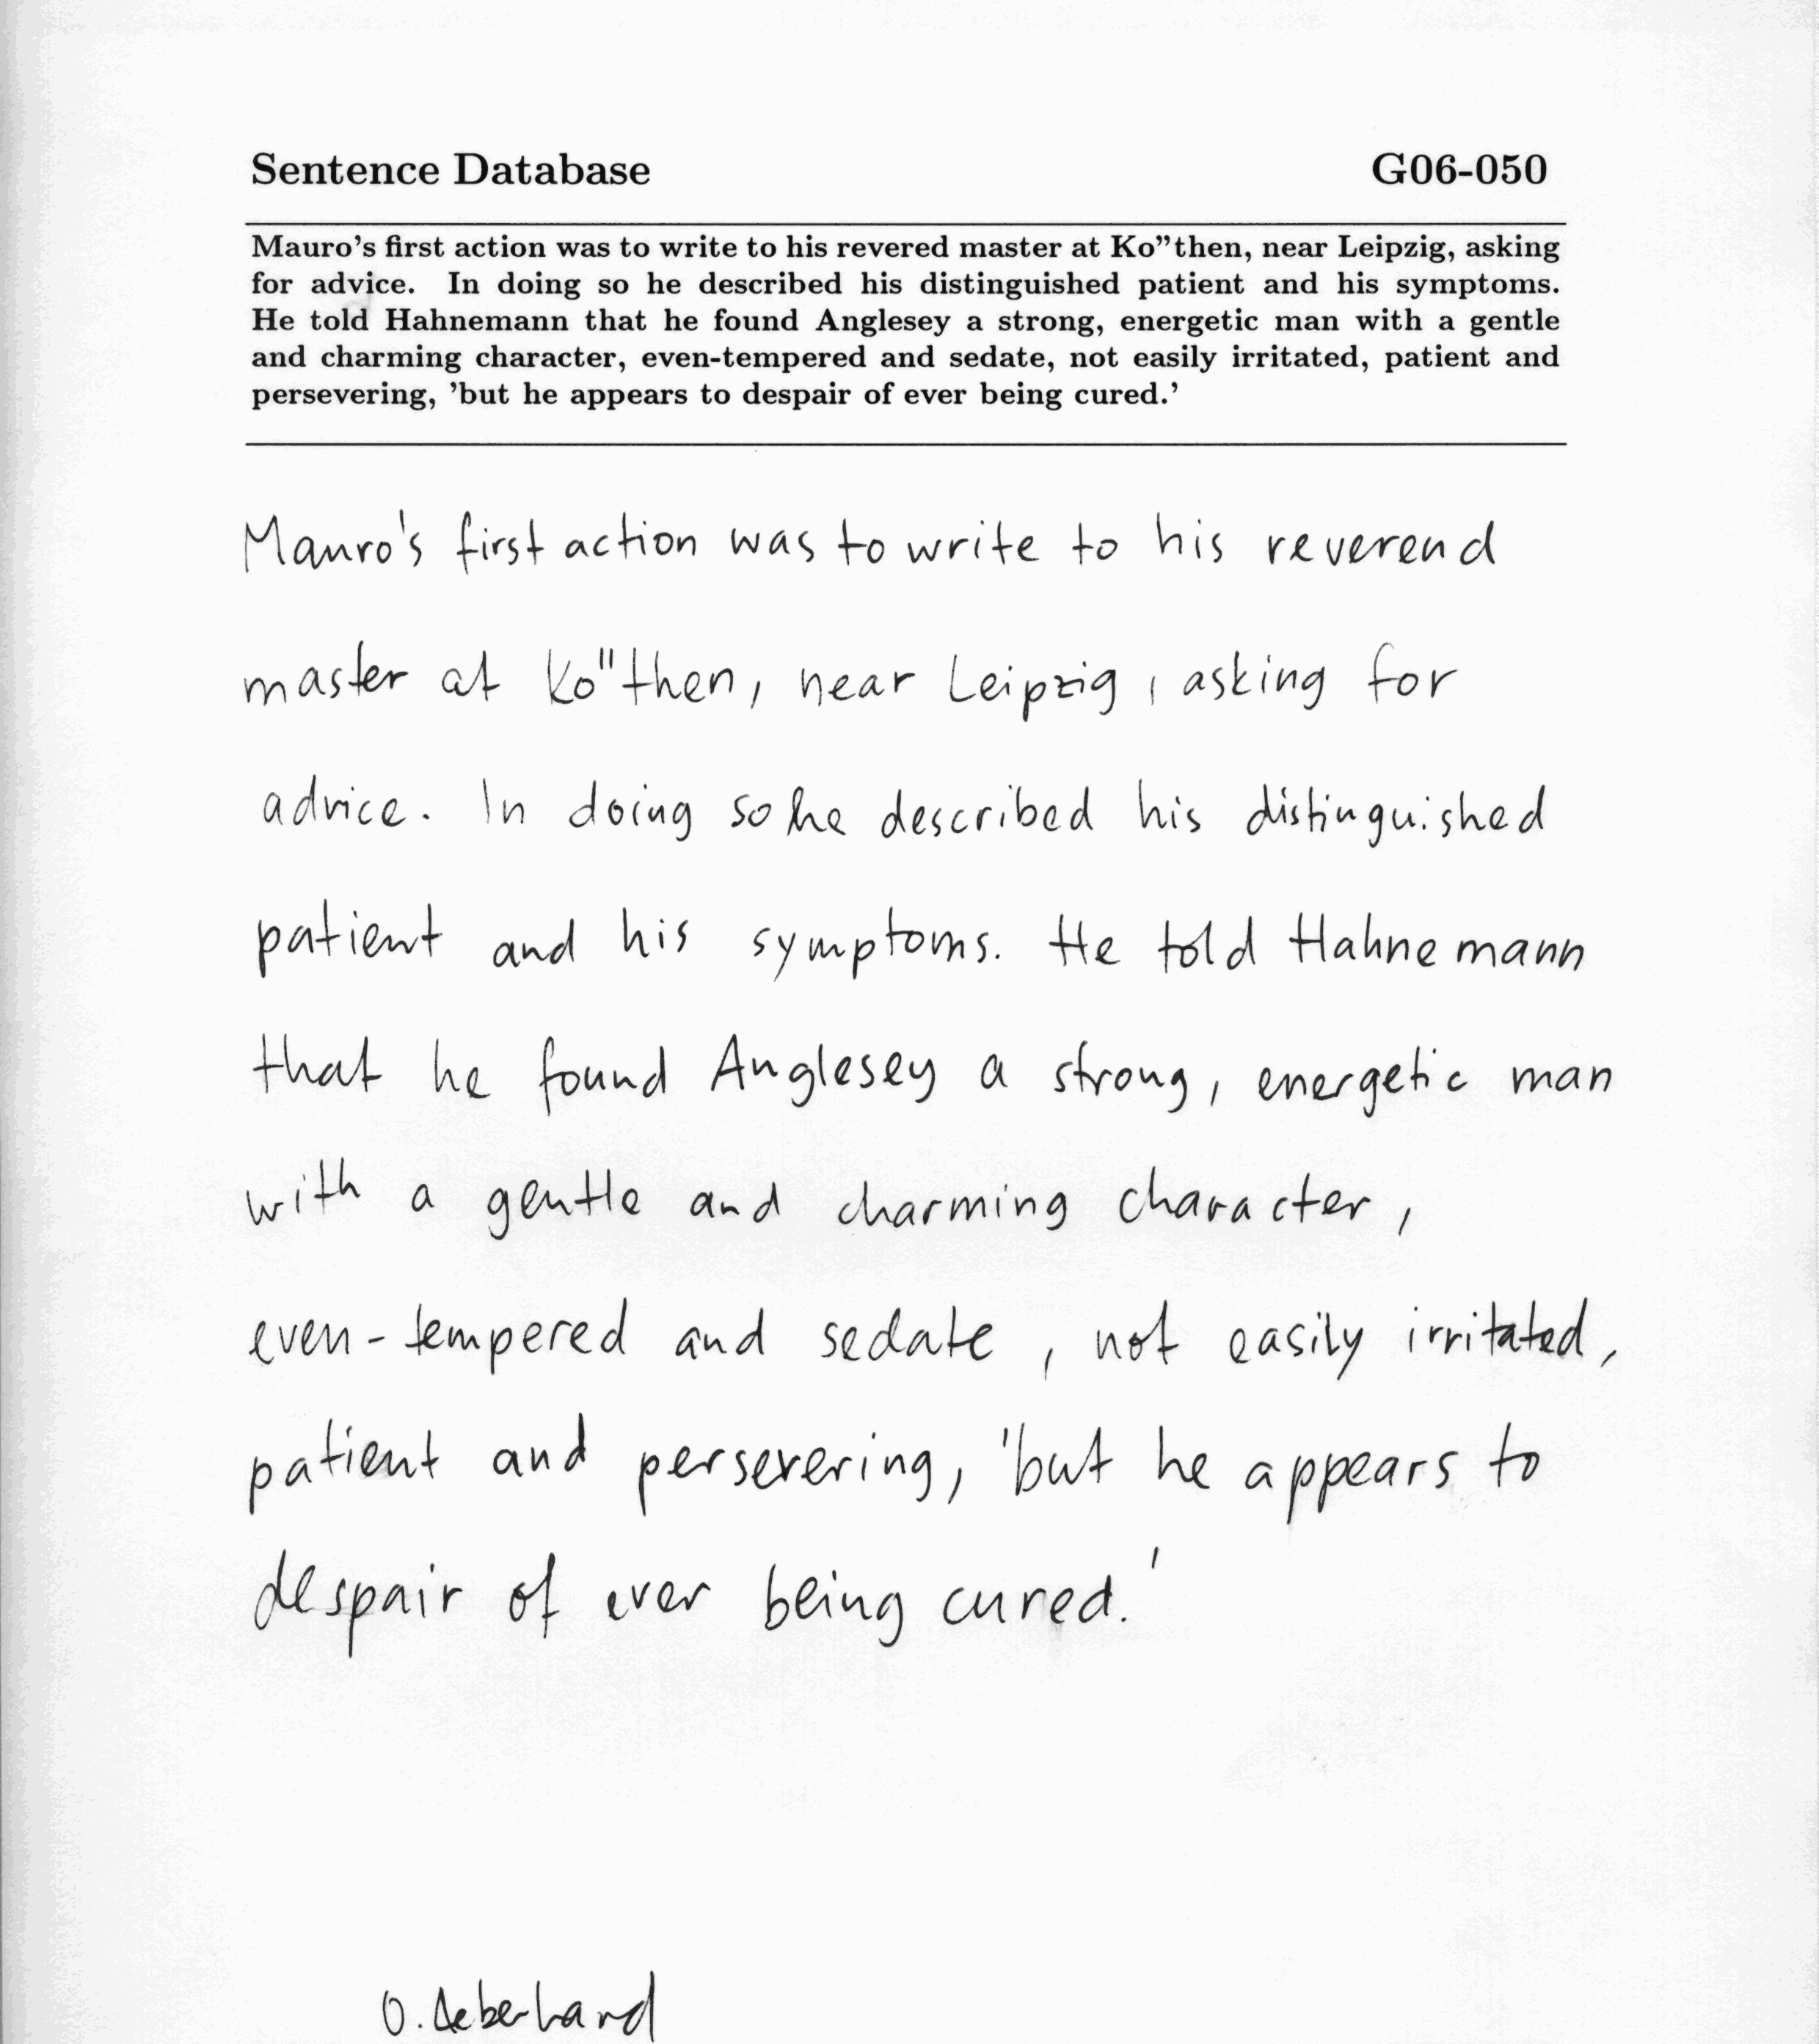 Sentence Database G06-050
Mauro's first action was to write to his revered master at Ko"then, near Leipzig, asking
for advice. In doing so he described his distinguished patient and his symptoms.
He told Hahnemann that he found Anglesey a strong, energetic man with a gentle
and charming character, even-tempered and sedate, not easily irritated, patient and
persevering, 'but he appears to despair of ever being cured.'
Mauro's first action was to write to his reverend
master at Ko"then, near Leipzig, asking for
advice. In doing so he described his distinguished
patient and his symptoms. He told Hahnemann
that he found Anglesey a strong, energetic man
with a gentle and charming character,
even-tempered and sedate, not easily irritated,
patient and persevering, 'but he appears to
despair of ever being cured.'
O. Aeberhard